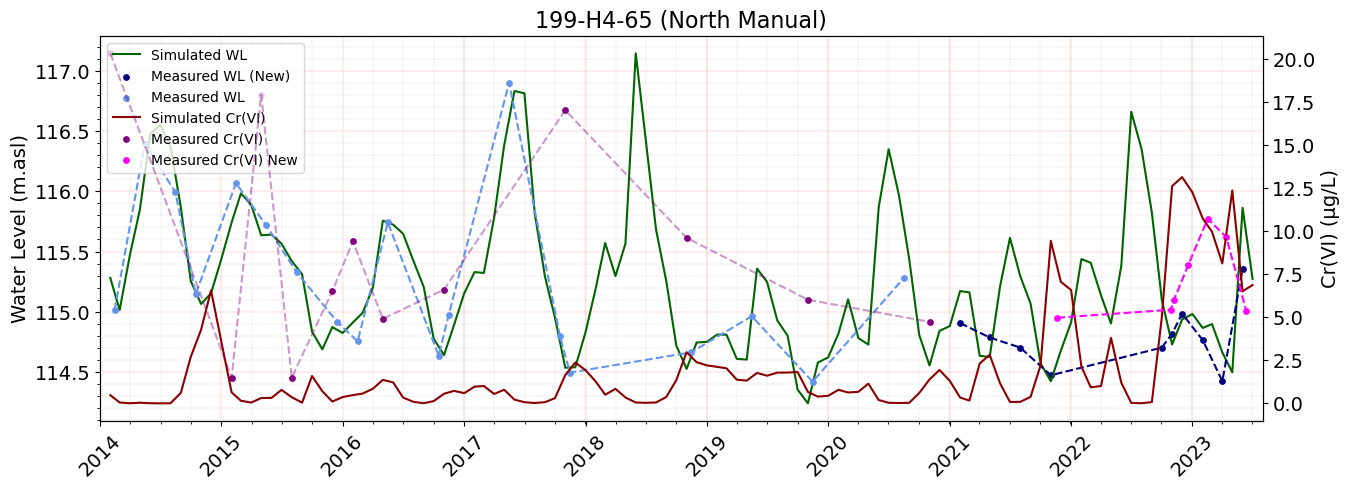 199-H4-65 (North Manual)
Simulated WL
Measured WL (New)
Measured WL
Simulated Cr(VI)
Measured Cr(VI)
Measured Cr(VI) New
Water Level (m.asl)
117.0
116.5
116.0
115.5
115.0
114.5
Cr(VI) (μg/L)
20.0
17.5
15.0
12.5
10.0
7.5
5.0
2.5
0.0
2014
2015
2016
2017
2018
2019
2020
2021
2022
2023